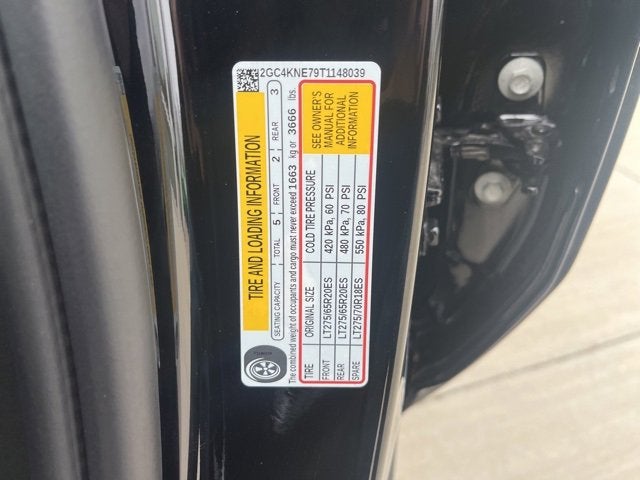 2GC4KNE79T1148039
TIRE AND LOADING INFORMATION
SEATING CAPACITY TOTAL 5 FRONT 2 REAR 3
The combined weight of occupants and cargo must never exceed 1663 kg or 3666 lbs.
TIRE ORIGINAL SIZE COLD TIRE PRESSURE
FRONT LT275/65R20ES 420 kPa, 60 PSI
REAR LT275/65R20ES 480 kPa, 70 PSI
SPARE LT275/70R18ES 550 kPa, 80 PSI
SEE OWNER'S
MANUAL FOR
ADDITIONAL
INFORMATION